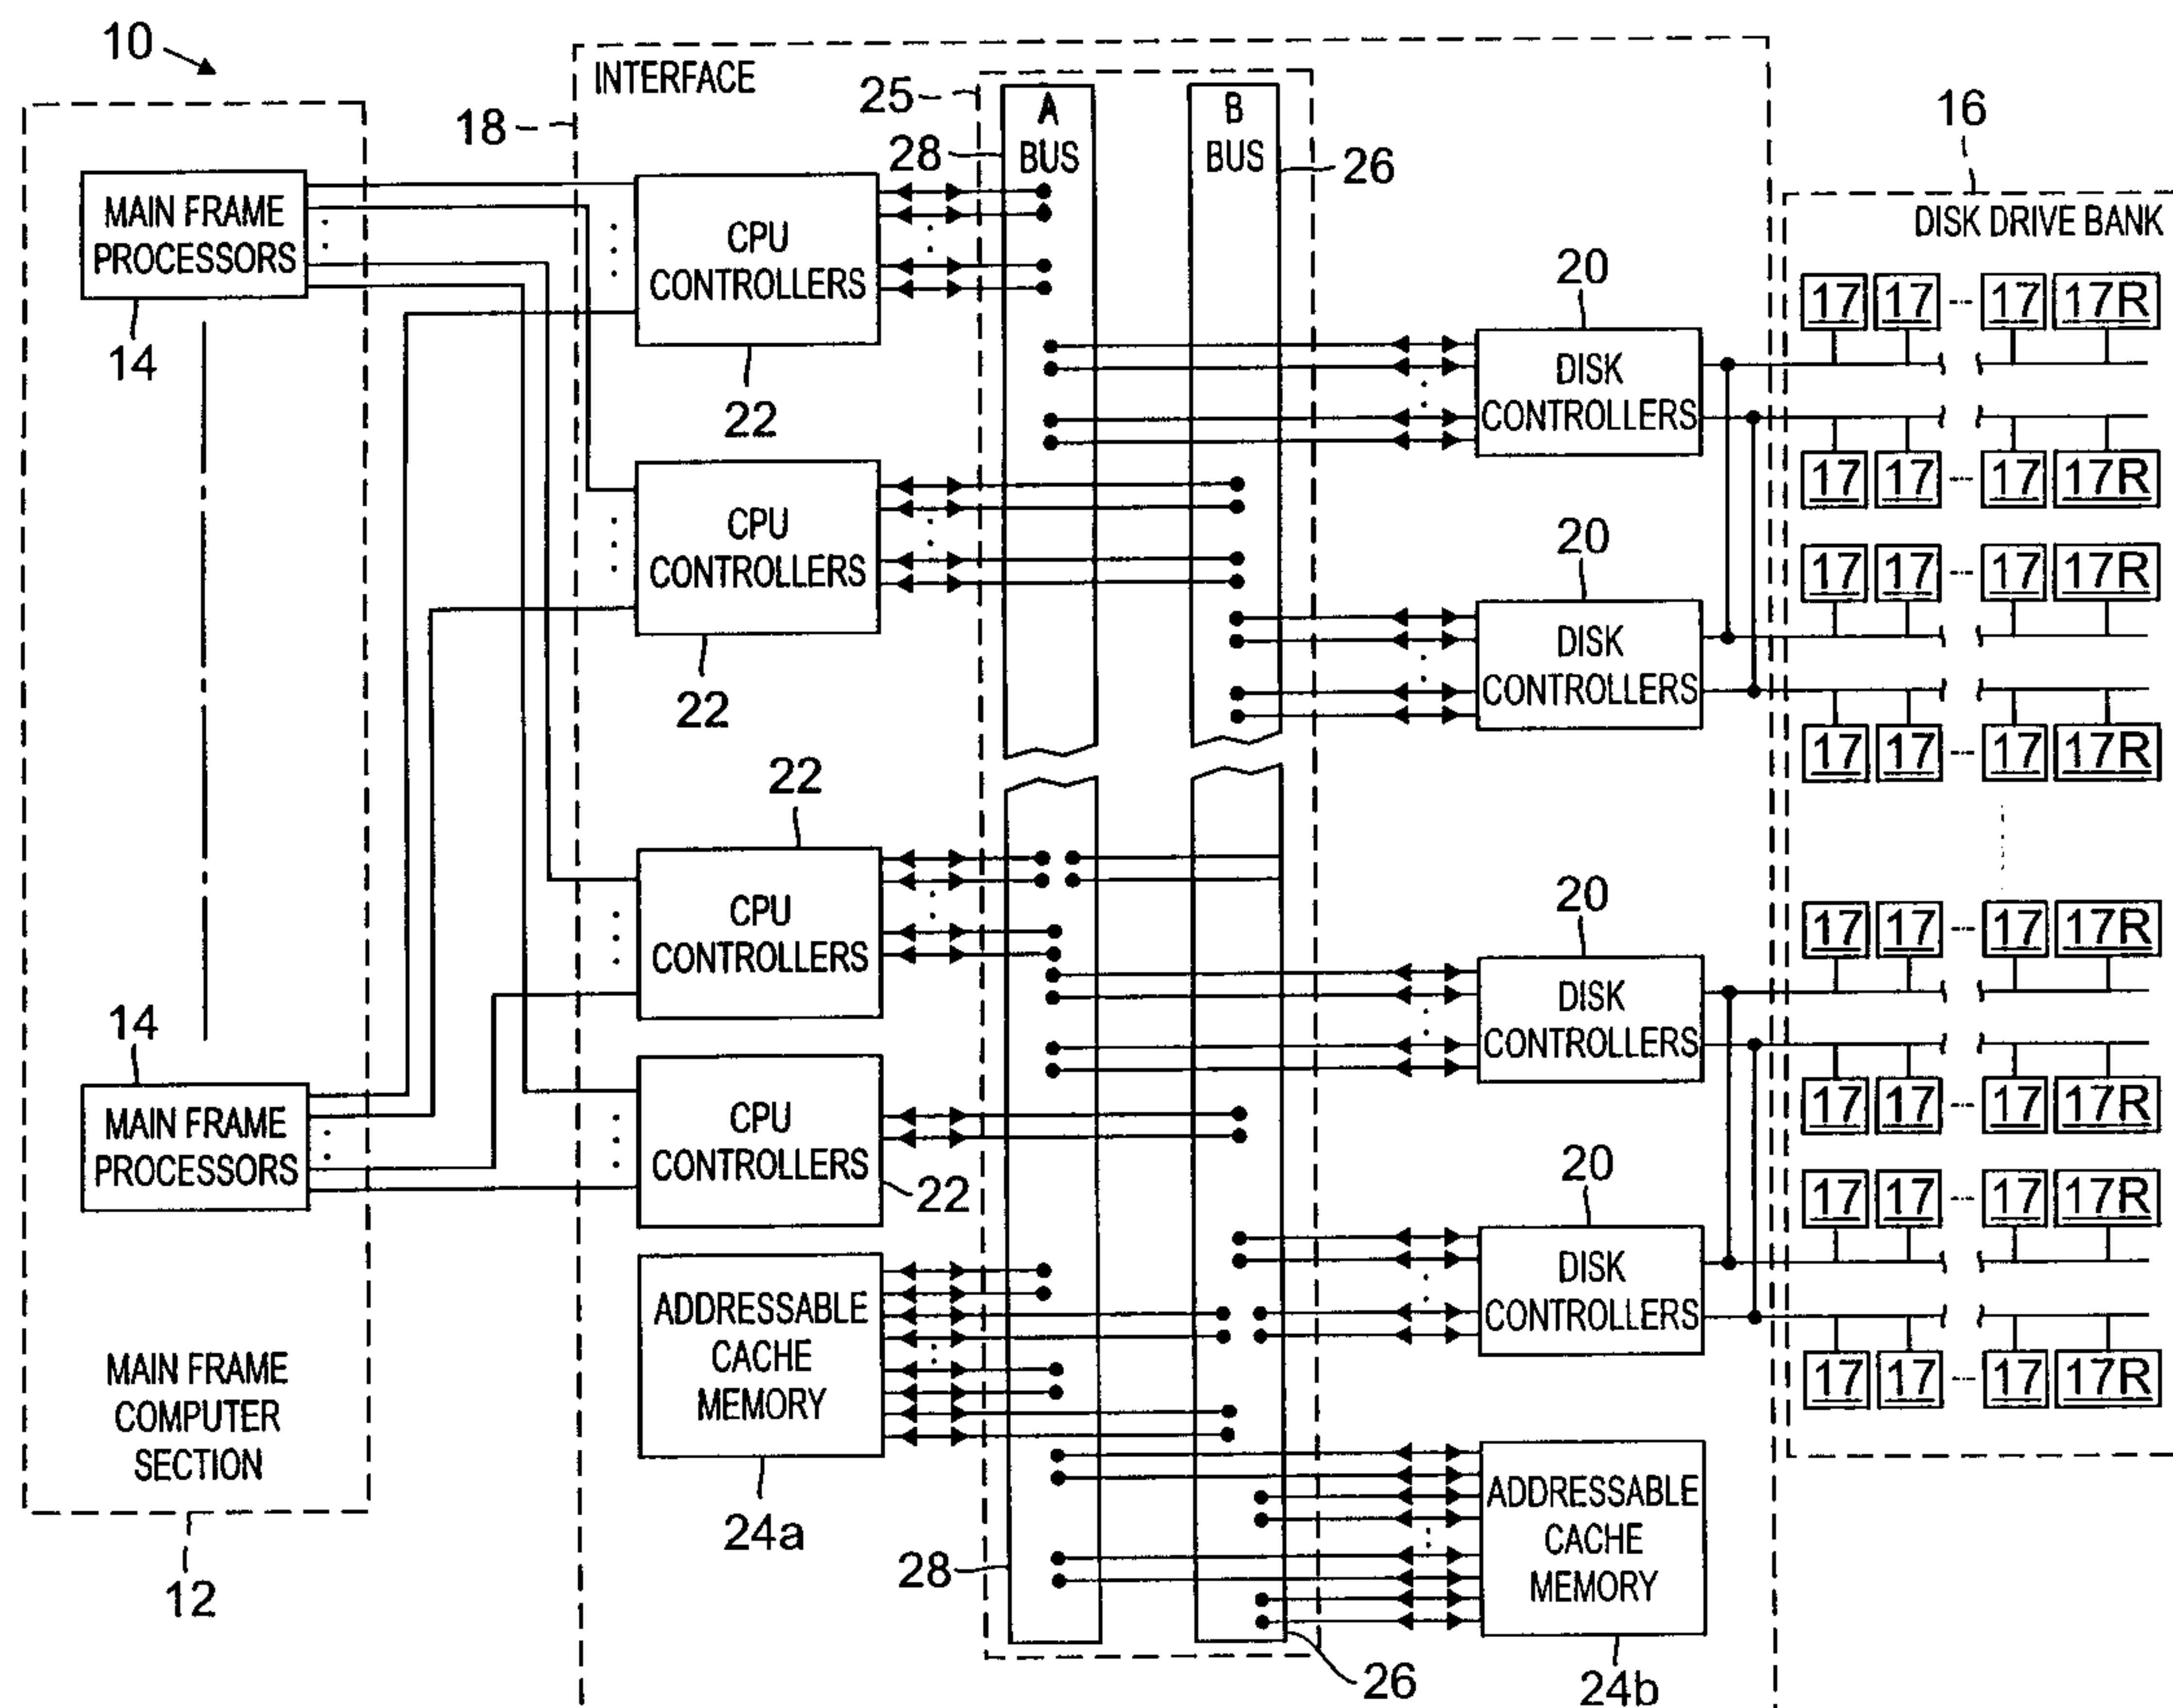 10
INTERFACE
18
25
A
BUS
28
B
BUS
26
16
DISK DRIVE BANK
MAIN FRAME
PROCESSORS
14
CPU
CONTROLLERS
22
20
DISK
CONTROLLERS
17 17 17 17R
17 17 17 17R
CPU
CONTROLLERS
22
20
DISK
CONTROLLERS
17 17 17 17R
17 17 17 17R
22
CPU
CONTROLLERS
20
DISK
CONTROLLERS
17 17 17 17R
17 17 17 17R
14
MAIN FRAME
PROCESSORS
CPU
CONTROLLERS
22
20
DISK
CONTROLLERS
17 17 17 17R
17 17 17 17R
MAIN FRAME
COMPUTER
SECTION
12
ADDRESSABLE
CACHE
MEMORY
24a
28
26
ADDRESSABLE
CACHE
MEMORY
24b